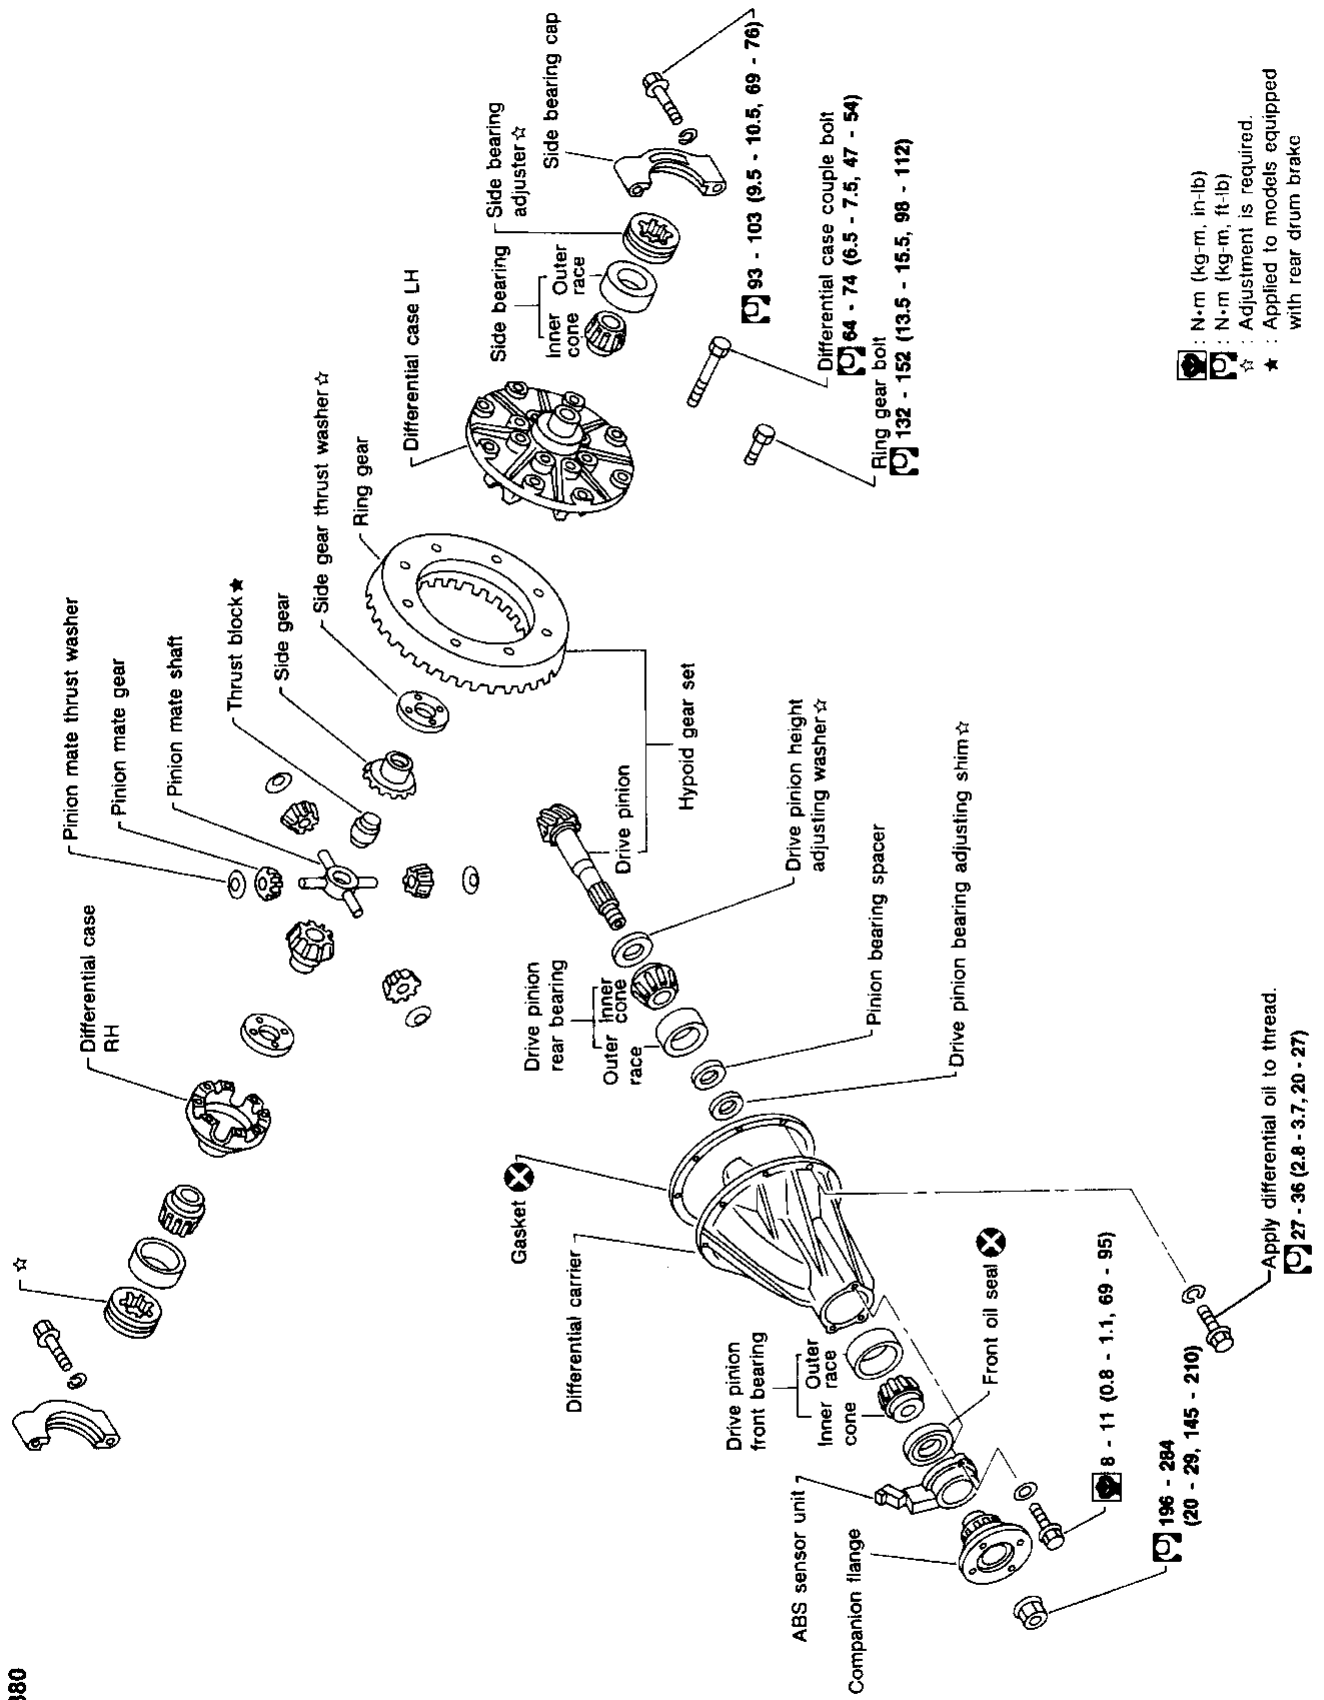 380
Pinion mate thrust washer
Pinion mate gear
Pinion mate shaft
Thrust block★
Side gear
Side gear thrust washer☆
Ring gear
Differential case LH
Side bearing
Inner
cone
Outer
race
Side bearing
adjuster☆
Side bearing cap
93 - 103 (9.5 - 10.5, 69 - 76)
Differential case couple bolt
64 - 74 (6.5 - 7.5, 47 - 54)
Ring gear bolt
132 - 152 (13.5 - 15.5, 98 - 112)
☆
Differential case
RH
Drive pinion
Hypoid gear set
Drive pinion height
adjusting washer☆
Drive pinion
rear bearing
Outer
race
Inner
cone
Pinion bearing spacer
Drive pinion bearing adjusting shim☆
Gasket
Differential carrier
Drive pinion
front bearing
Inner
cone
Outer
race
Front oil seal
ABS sensor unit
Companion flange
8 - 11 (0.8 - 1.1, 69 - 95)
196 - 284
(20 - 29, 145 - 210)
Apply differential oil to thread.
27 - 36 (2.8 - 3.7, 20 - 27)
: N•m (kg-m, in-lb)
: N•m (kg-m, ft-lb)
☆ : Adjustment is required.
★ : Applied to models equipped
with rear drum brake